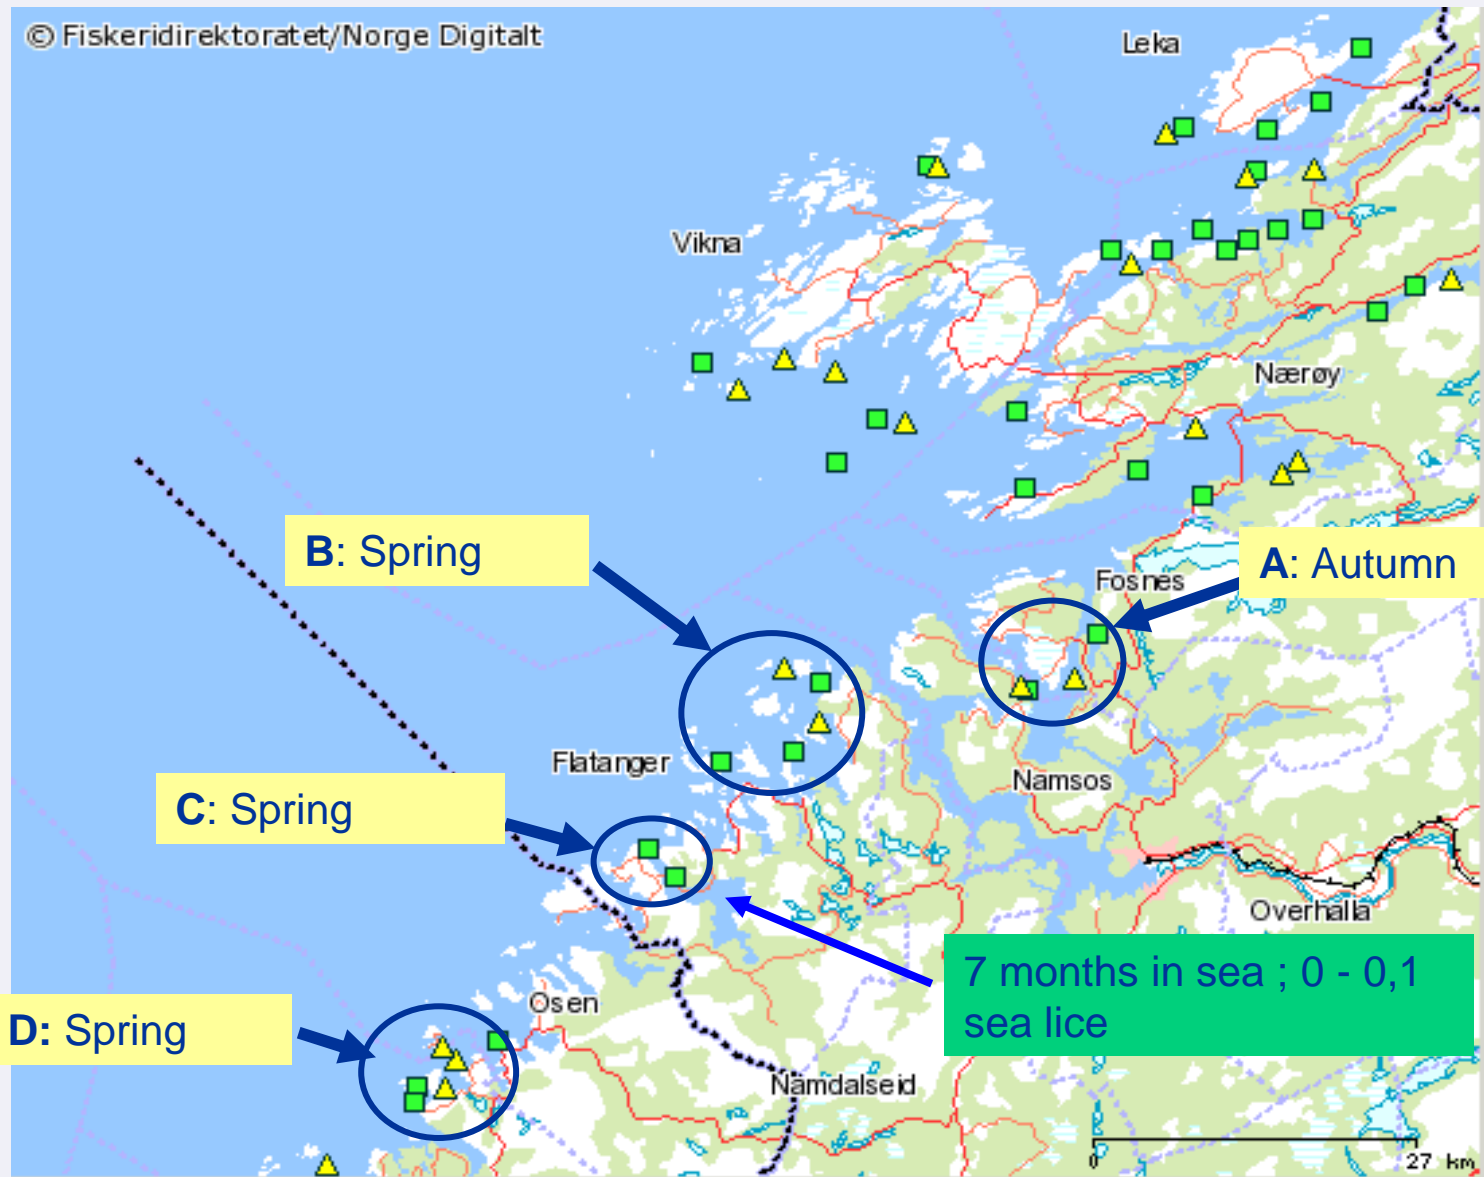 © Fiskeridirektoratet/Norge Digitalt
Leka
Vikna
Nærøy
B: Spring
A: Autumn
Fosnes
Flatanger
C: Spring
Namsos
Overhalla
7 months in sea ; 0 - 0,1
sea lice
D: Spring
Osen
Namdalseid
0
27 km